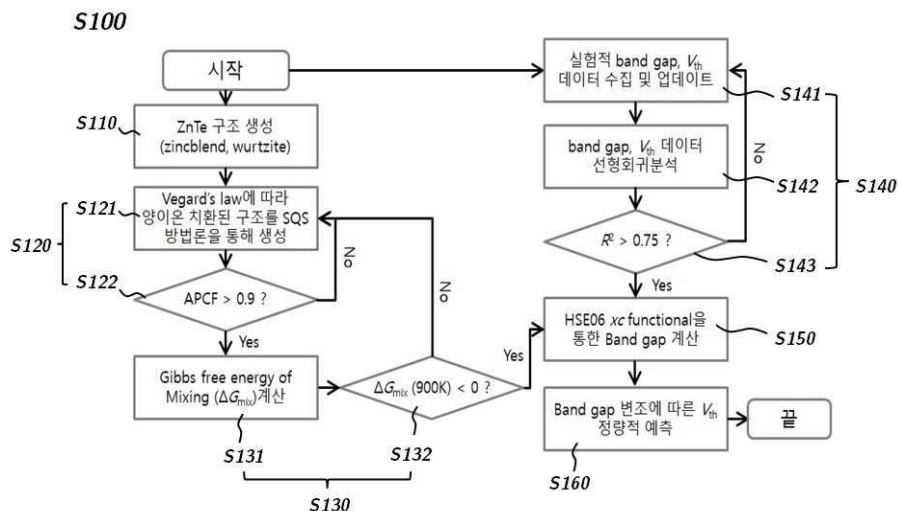 S100
시작
S110
ZnTe 구조 생성
(zincblend, wurtzite)
S120
S121
Vegard's law에 따라
양이온 치환된 구조를 SQS
방법론을 통해 생성
S122
APCF > 0.9 ?
No
Yes
Gibbs free energy of
Mixing (ΔG_mix)계산
S131
ΔG_mix (900K) < 0 ?
No
Yes
S132
S130
실험적 band gap, V_th
데이터 수집 및 업데이트
S141
band gap, V_th 데이터
선형회귀분석
S142
S140
R² > 0.75 ?
S143
No
Yes
HSE06 xc functional을
통한 Band gap 계산
S150
Band gap 변조에 따른 V_th
정량적 예측
S160
끝